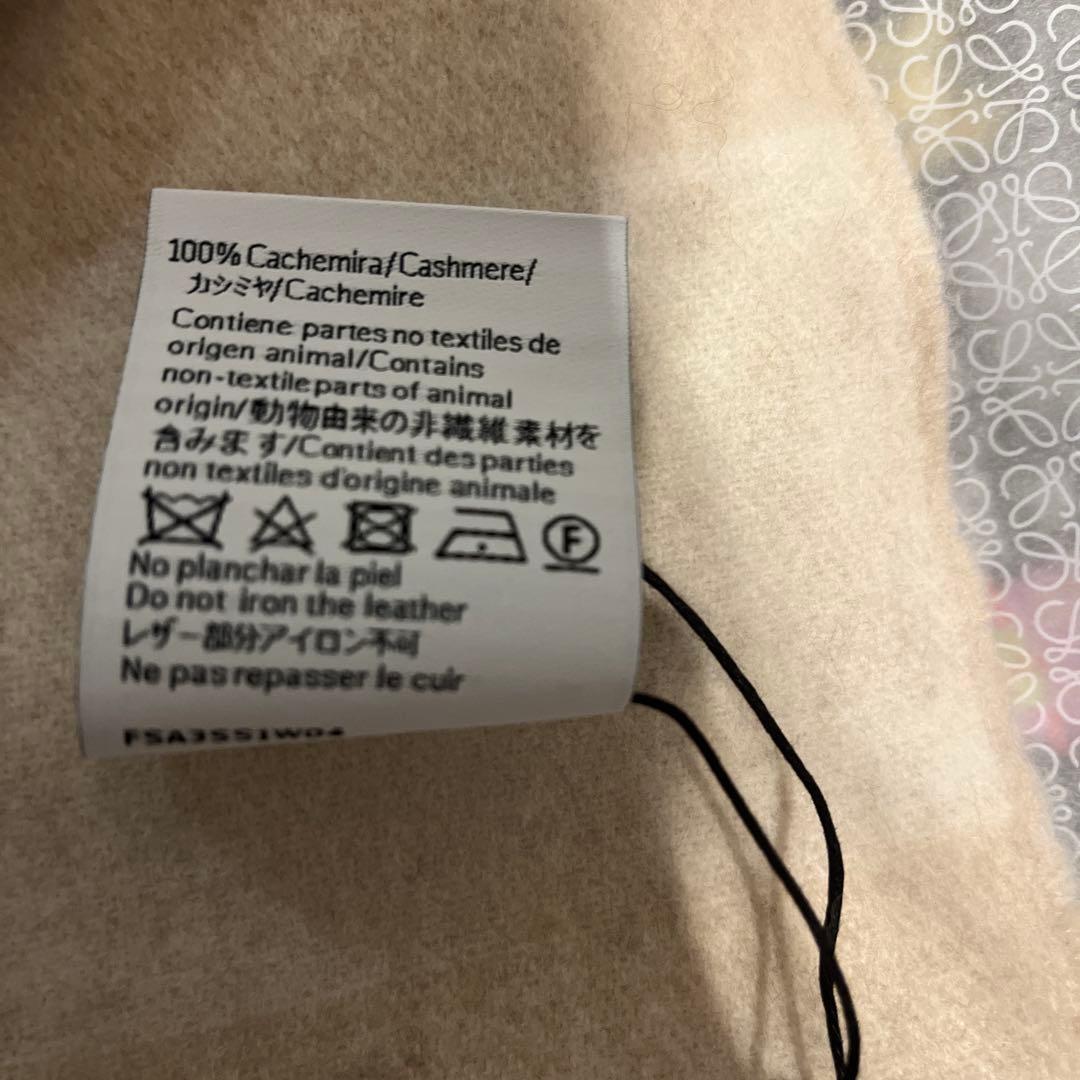 100% Cachemira/Cashmere/
カシミヤ/Cachemire
Contiene partes no textiles de
origen animal/Contains
non-textile parts of animal
origin/動物由来の非繊維素材を
含みます/Contient des parties
non textiles d'origine animale
F
No planchar la piel
Do not iron the leather
レザー部分アイロン不可
Ne pas repasser le cuir